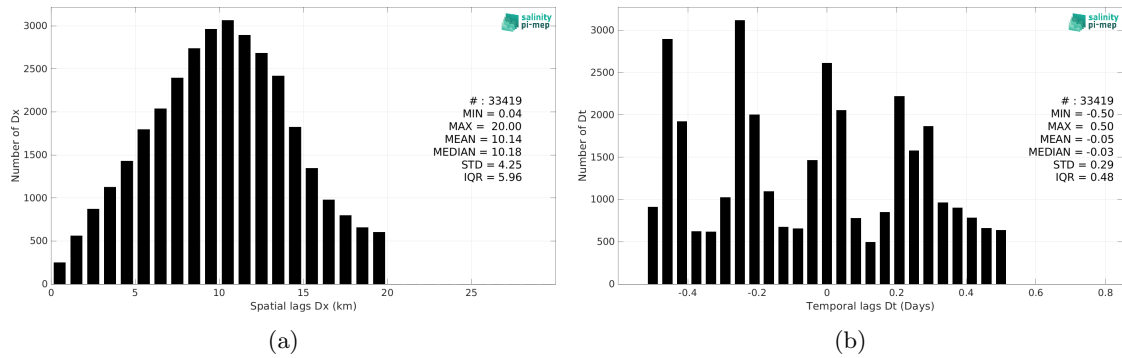 3000
2500
2000
1500
1000
500
0
Number of Dx
0 5 10 15 20 25
Spatial lags Dx (km)
salinity
pi-mep
# : 33419
MIN = 0.04
MAX = 20.00
MEAN = 10.14
MEDIAN = 10.18
STD = 4.25
IQR = 5.96
(a)
3000
2500
2000
1500
1000
500
0
Number of Dt
-0.4 -0.2 0 0.2 0.4 0.6 0.8
Temporal lags Dt (Days)
salinity
pi-mep
# : 33419
MIN = -0.50
MAX = 0.50
MEAN = -0.05
MEDIAN = -0.03
STD = 0.29
IQR = 0.48
(b)